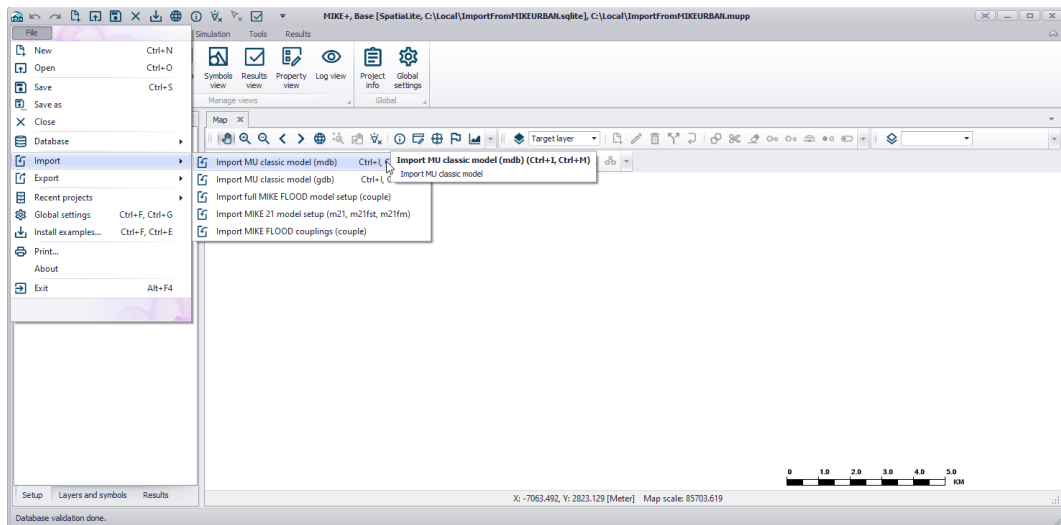 MIKE+, Base [SpatiaLite, C:\Local\ImportFromMIKEURBAN.sqlite], C:\Local\ImportFromMIKEURBAN.mupp
File
Simulation Tools Results
New Ctrl+N
Open Ctrl+O
Save Ctrl+S
Save as
Close
Database
Import
Export
Recent projects
Global settings Ctrl+F, Ctrl+G
Install examples... Ctrl+F, Ctrl+E
Print...
About
Exit Alt+F4
Symbols view
Results view
Property view
Log view
Project info
Global settings
Manage views
Global
Map
Target layer
Import MU classic model (mdb) Ctrl+I,
Import MU classic model (gdb) Ctrl+I,
Import full MIKE FLOOD model setup (couple)
Import MIKE 21 model setup (m21, m21fst, m21fm)
Import MIKE FLOOD couplings (couple)
Import MU classic model (mdb) (Ctrl+I, Ctrl+M)
Import MU classic model
0 1.0 2.0 3.0 4.0 5.0
KM
Setup Layers and symbols Results
X: -7063.492, Y: 2823.129 [Meter] Map scale: 85703.619
Database validation done.